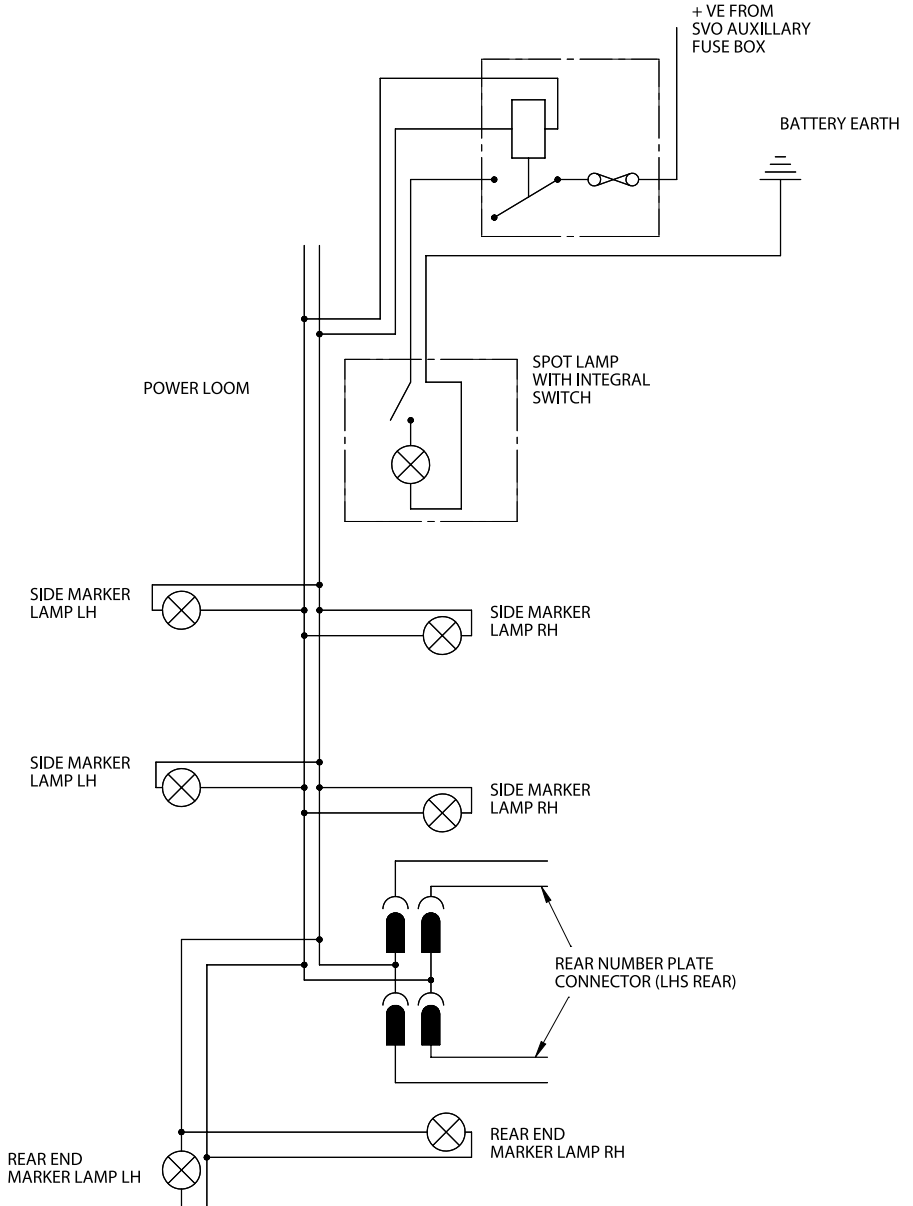 + VE FROM
SVO AUXILLARY
FUSE BOX
BATTERY EARTH
SPOT LAMP
WITH INTEGRAL
SWITCH
POWER LOOM
SIDE MARKER
LAMP LH
SIDE MARKER
LAMP RH
SIDE MARKER
LAMP LH
SIDE MARKER
LAMP RH
REAR NUMBER PLATE
CONNECTOR (LHS REAR)
REAR END
MARKER LAMP RH
REAR END
MARKER LAMP LH